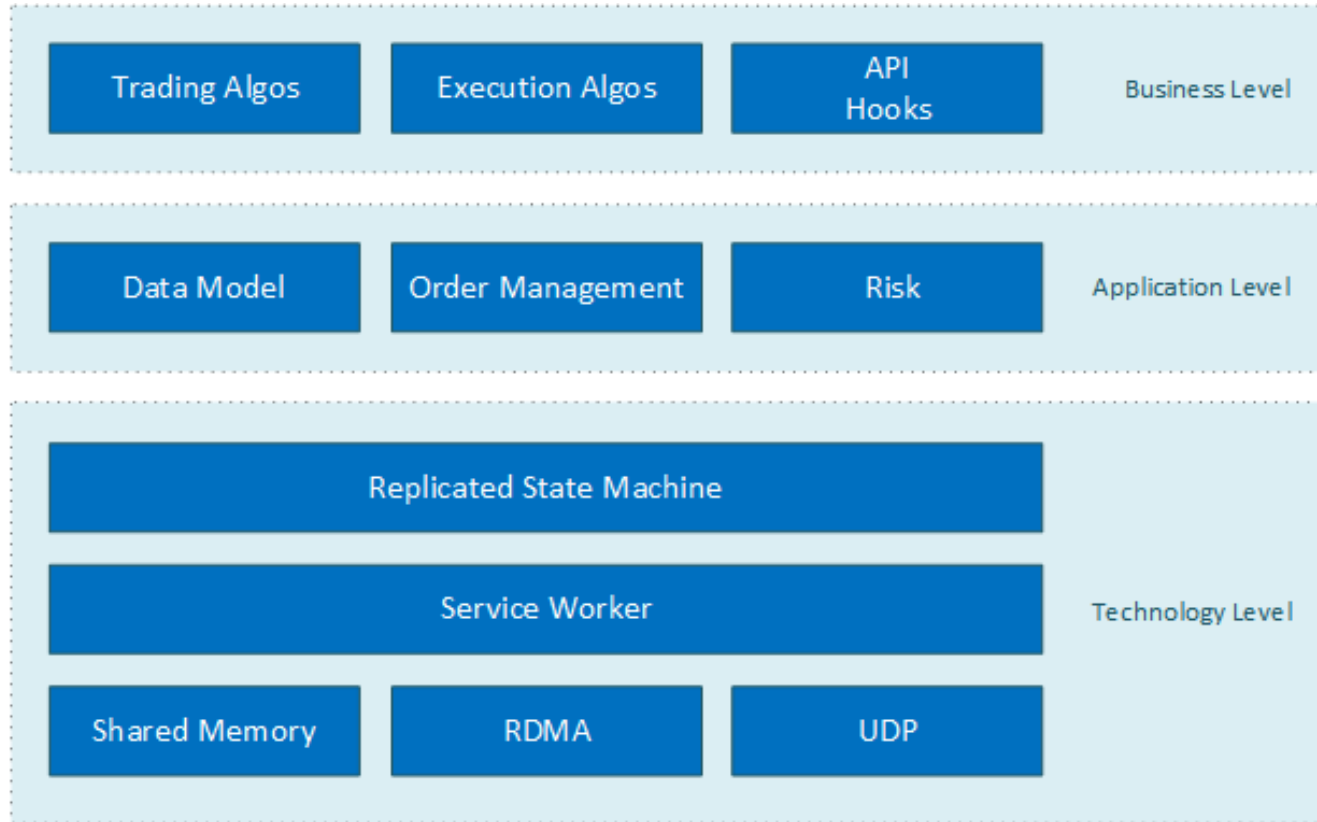 Trading Algos
Execution Algos
API
Hooks
Business Level
Data Model
Order Management
Risk
Application Level
Replicated State Machine
Service Worker
Technology Level
Shared Memory
RDMA
UDP